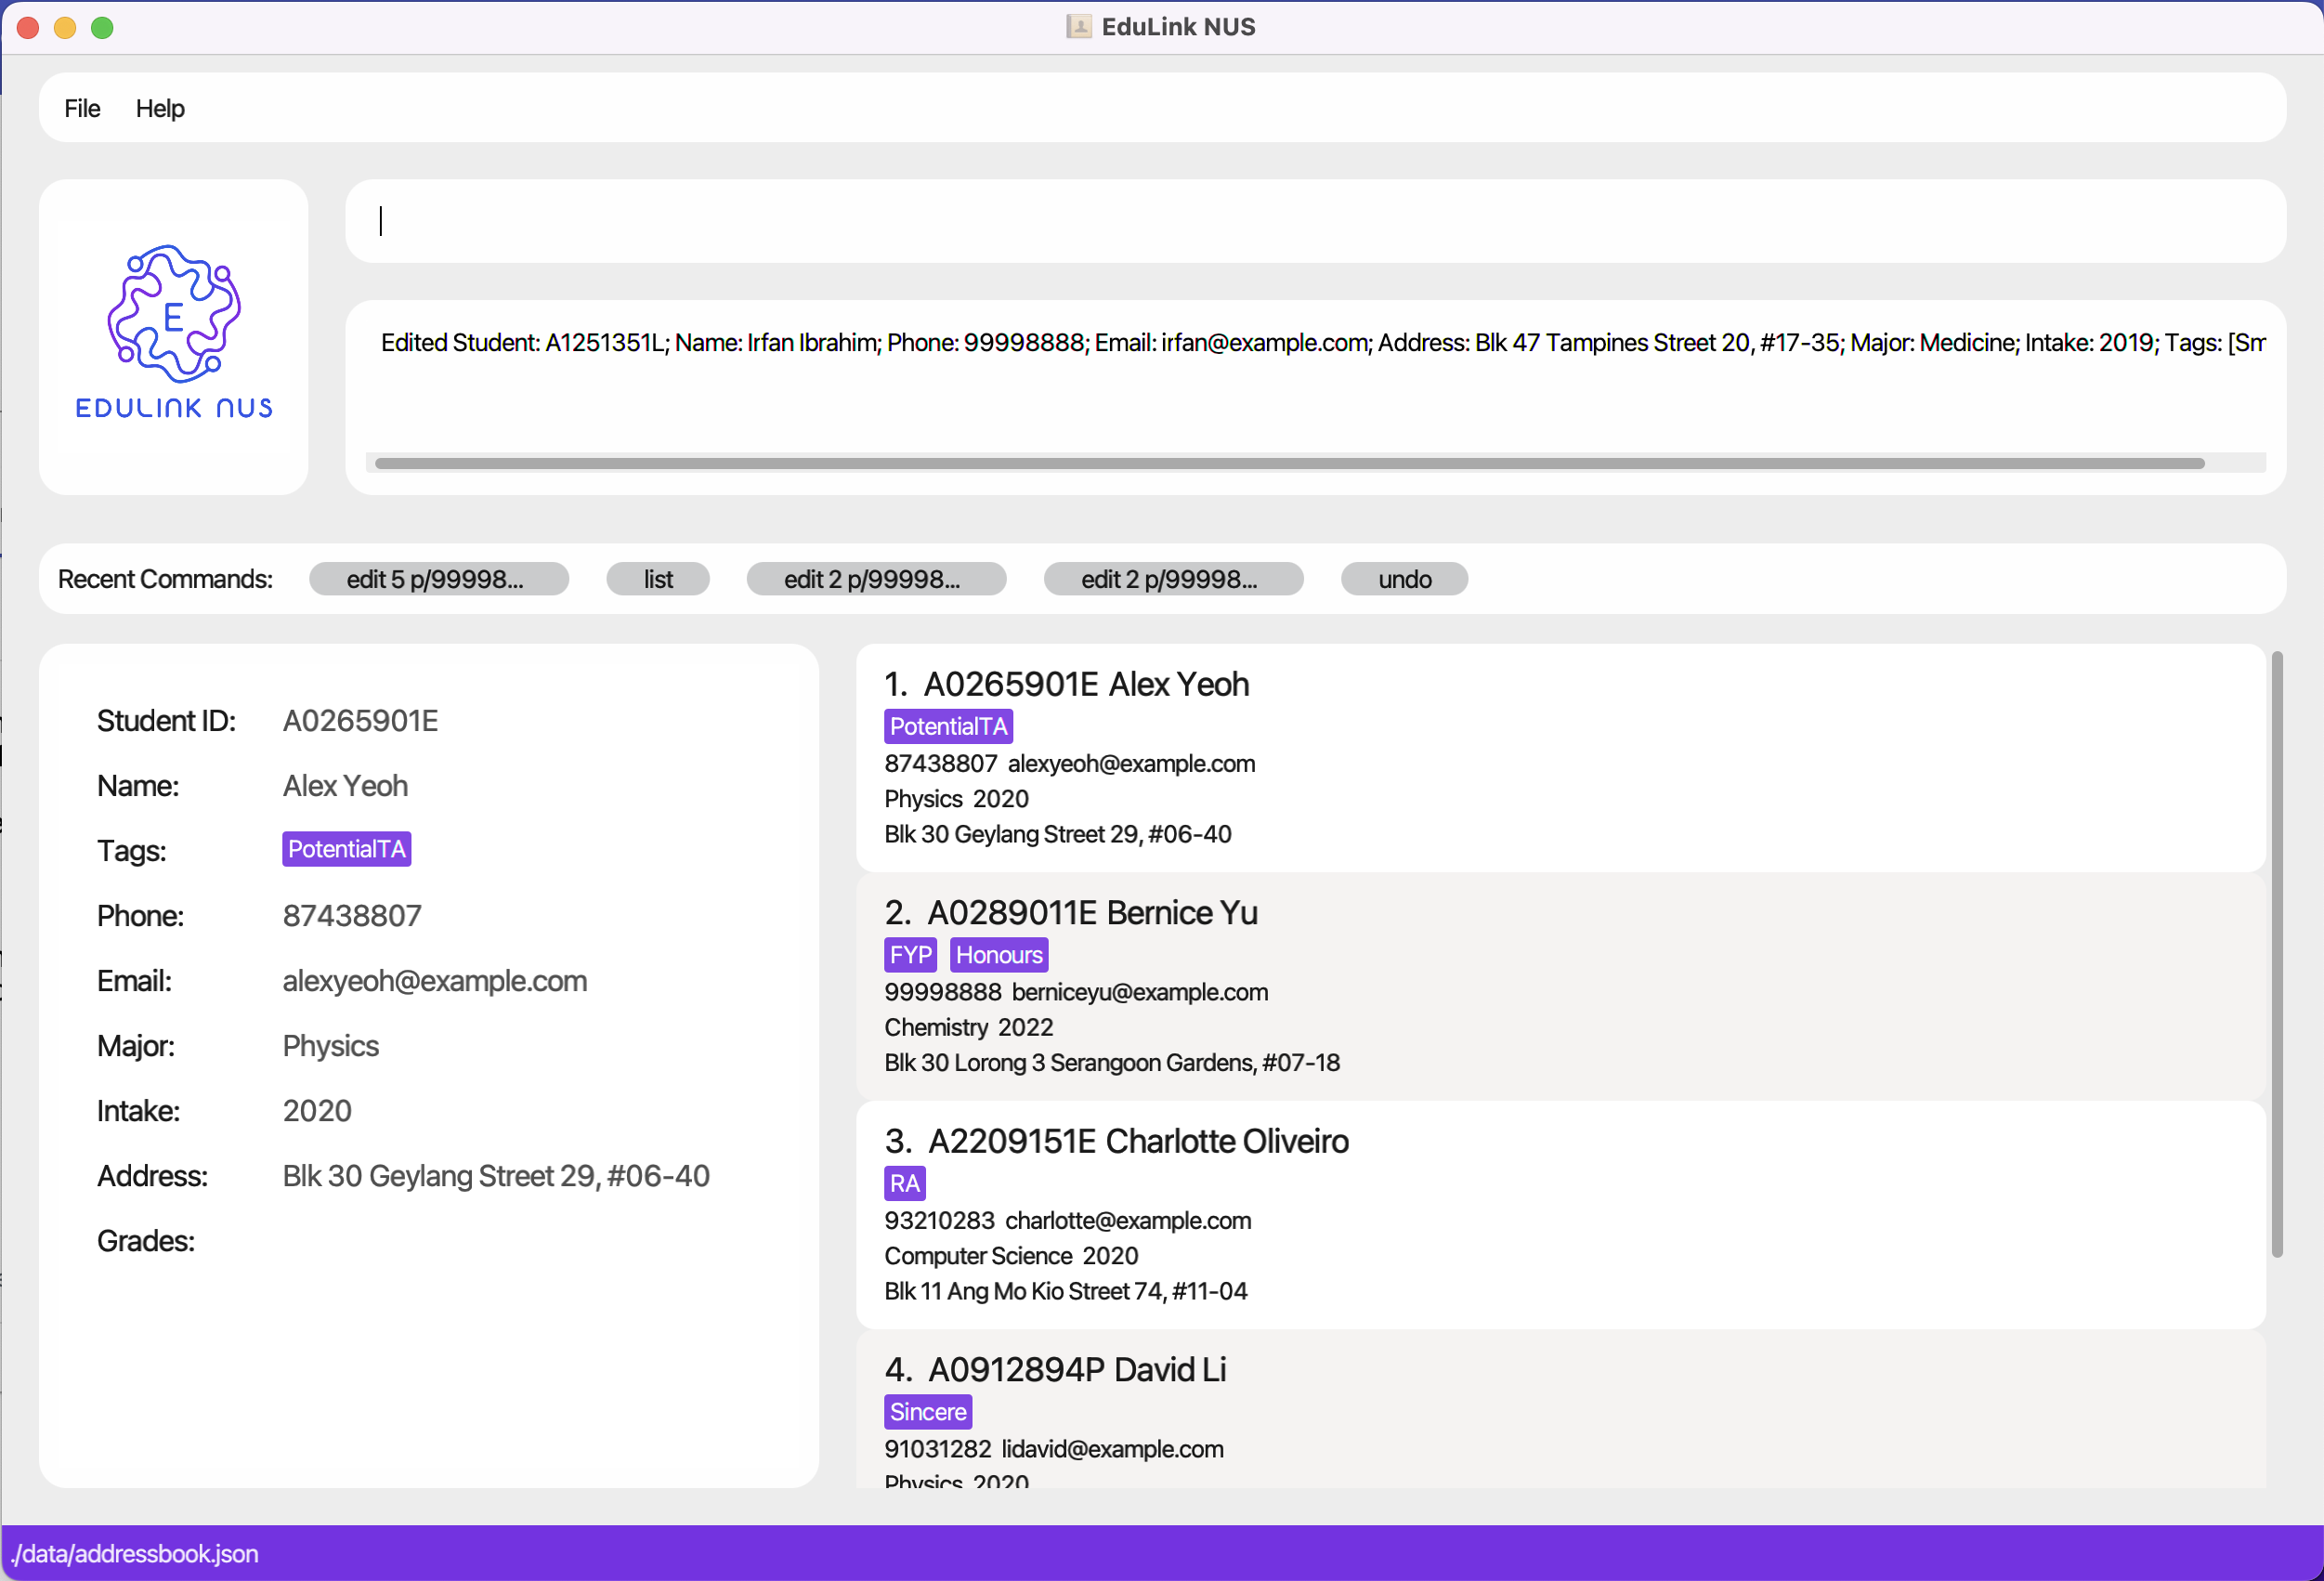 EduLink NUS
File Help
E
EDULINK NUS
Edited Student: A1251351L; Name: Irfan Ibrahim; Phone: 99998888; Email: irfan@example.com; Address: Blk 47 Tampines Street 20, #17-35; Major: Medicine; Intake: 2019; Tags: [Sm
Recent Commands: edit 5 p/99998... list edit 2 p/99998... edit 2 p/99998... undo
Student ID: A0265901E
Name: Alex Yeoh
Tags: PotentialTA
Phone: 87438807
Email: alexyeoh@example.com
Major: Physics
Intake: 2020
Address: Blk 30 Geylang Street 29, #06-40
Grades:
1. A0265901E Alex Yeoh
PotentialTA
87438807 alexyeoh@example.com
Physics 2020
Blk 30 Geylang Street 29, #06-40
2. A0289011E Bernice Yu
FYP Honours
99998888 berniceyu@example.com
Chemistry 2022
Blk 30 Lorong 3 Serangoon Gardens, #07-18
3. A2209151E Charlotte Oliveiro
RA
93210283 charlotte@example.com
Computer Science 2020
Blk 11 Ang Mo Kio Street 74, #11-04
4. A0912894P David Li
Sincere
91031282 lidavid@example.com
Physics 2020
./data/addressbook.json